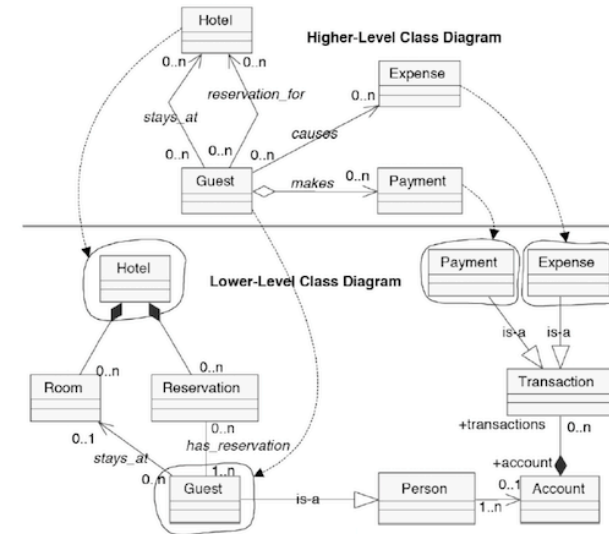 Hotel
Higher-Level Class Diagram
0..n
0..n
Expense
reservation_for
0..n
stays_at
causes
0..n
0..n
0..n
0..n
Guest
makes
Payment
Hotel
Payment
Expense
Lower-Level Class Diagram
is-a
is-a
0..n
0..n
Room
Reservation
Transaction
0..n
0..n
+transactions
0..1
has_reservation
stays_at
+account
0..n
1..n
Guest
is-a
Person
0..1
Account
1..n